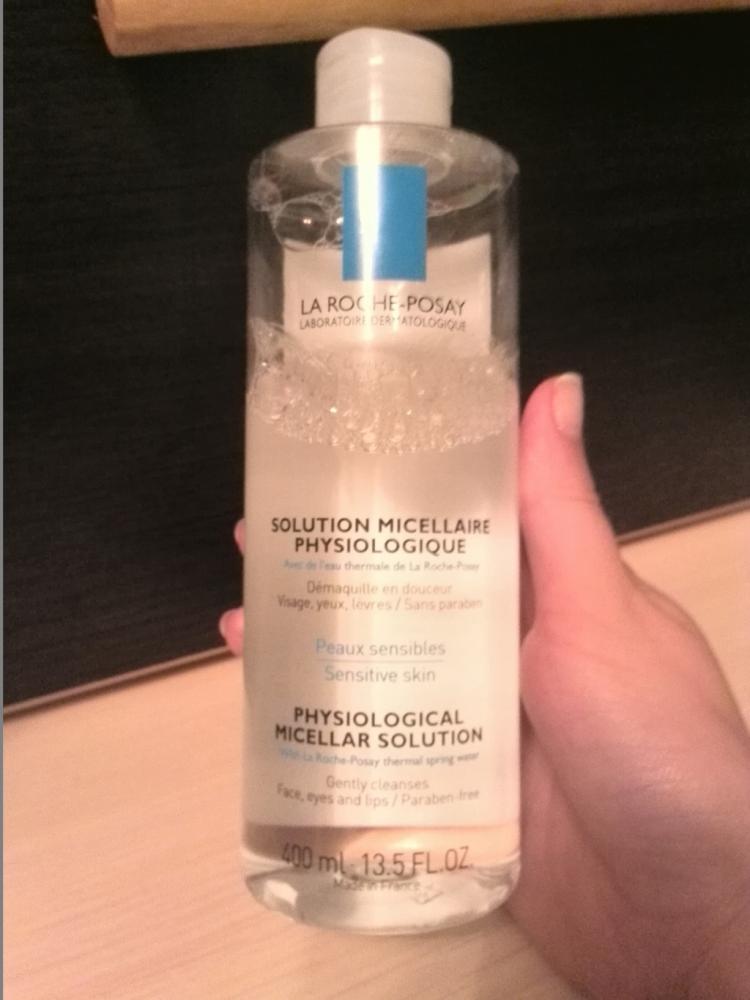 LA ROCHE-POSAY
LABORATOIRE DERMATOLOGIQUE
SOLUTION MICELLAIRE
PHYSIOLOGIQUE
Avec de l'eau thermale de La Roche-Posay
Démaquille en douceur
Visage, yeux, lèvres / Sans paraben
Peaux sensibles
Sensitive skin
PHYSIOLOGICAL
MICELLAR SOLUTION
With La Roche-Posay thermal spring water
Gently cleanses
Face, eyes and lips / Paraben-free
400 ml - 13.5 FL.OZ.
Made in France